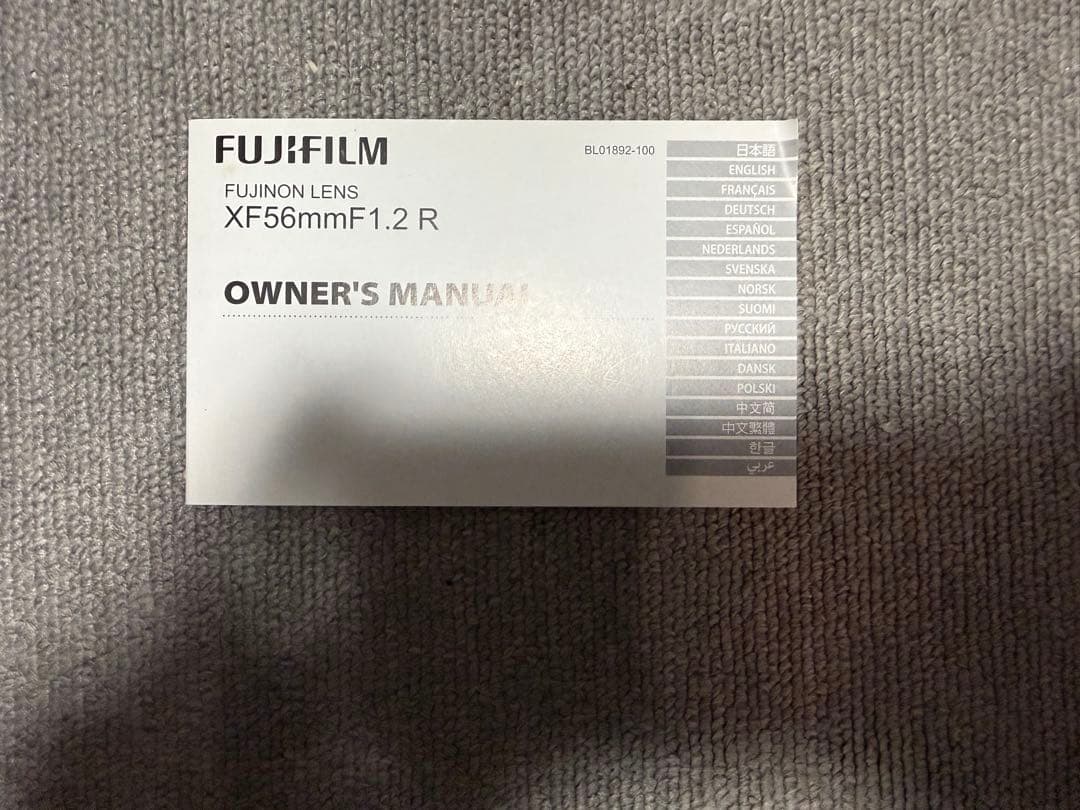 FUJIFILM
BL01892-100
FUJINON LENS
XF56mmF1.2 R
OWNER'S MANUAL
日本語
ENGLISH
FRANÇAIS
DEUTSCH
ESPAÑOL
NEDERLANDS
SVENSKA
NORSK
SUOMI
РУССКИЙ
ITALIANO
DANSK
POLSKI
中文简
中文繁體
한글
عربي